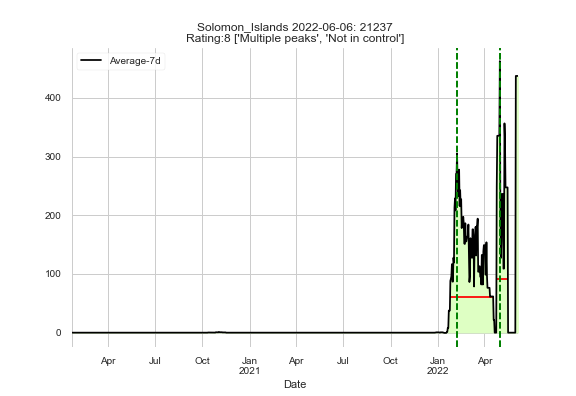 Solomon_Islands 2022-06-06: 21237
Rating:8 ['Multiple peaks', 'Not in control']
Average-7d
400
300
200
100
0
Apr Jul Oct Jan Apr Jul Oct Jan Apr
2021 2022
Date